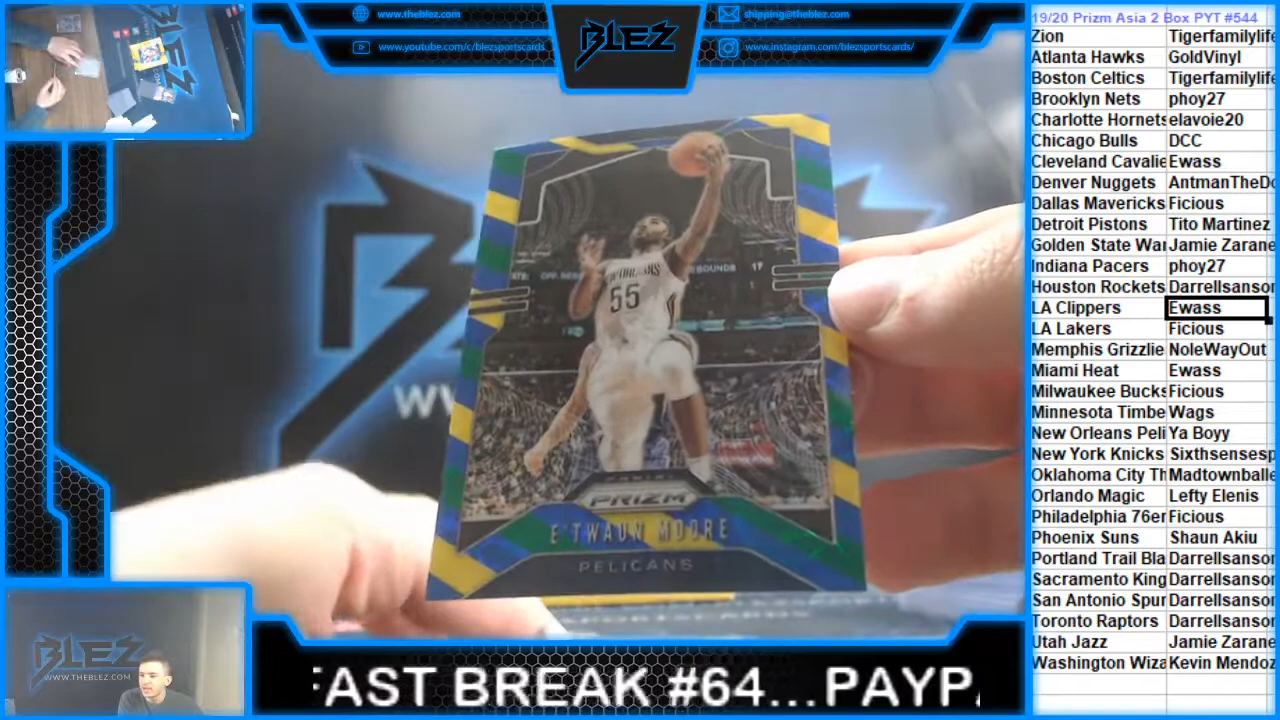 www.theblez.com
shipping@theblez.com
www.youtube.com/c/blezsportscards
www.instagram.com/blezsportscards/
BLEZ
19/20 Prizm Asia 2 Box PYT #544
Zion Tigerfamilylife
Atlanta Hawks GoldVinyl
Boston Celtics Tigerfamilylife
Brooklyn Nets phoy27
Charlotte Hornets elavoie20
Chicago Bulls DCC
Cleveland Cavalie Ewass
Denver Nuggets AntmanTheDo
Dallas Mavericks Ficious
Detroit Pistons Tito Martinez
Golden State War Jamie Zarane
Indiana Pacers phoy27
Houston Rockets Darrellsanson
LA Clippers Ewass
LA Lakers Ficious
Memphis Grizzlie NoleWayOut
Miami Heat Ewass
Milwaukee Bucks Ficious
Minnesota Timbe Wags
New Orleans Peli Ya Boyy
New York Knicks Sixthsensesp
Oklahoma City Th Madtownballe
Orlando Magic Lefty Elenis
Philadelphia 76er Ficious
Phoenix Suns Shaun Akiu
Portland Trail Bla Darrellsanson
Sacramento King Darrellsanson
San Antonio Spur Darrellsanson
Toronto Raptors Darrellsanson
Utah Jazz Jamie Zarane
Washington Wiza Kevin Mendoz
OPP. REBOUNDS 17
55
PANINI
PRIZM
E'TWAUN MOORE
PELICANS
BLEZ
WWW.THEBLEZ.COM
FAST BREAK #64...PAYPA